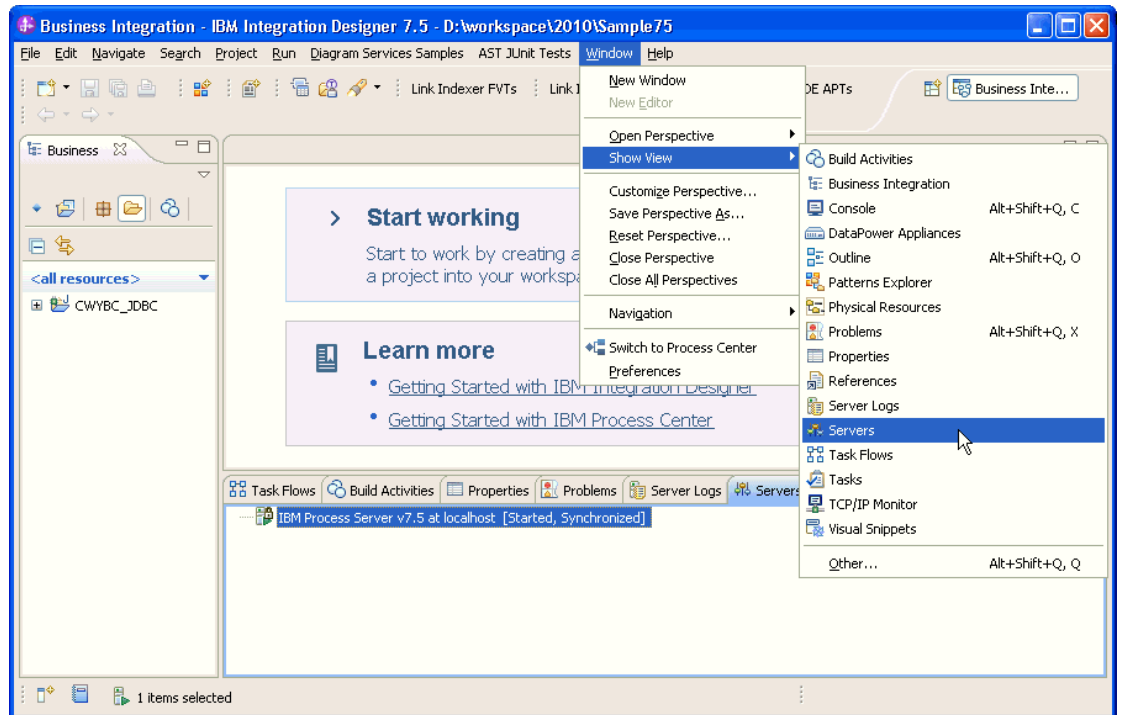 Business Integration - IBM Integration Designer 7.5 - D:\workspace\2010\Sample75
File Edit Navigate Search Project Run Diagram Services Samples AST JUnit Tests Window Help
Link Indexer FVTs Link
DE APTs
Business Inte...
New Window
New Editor
Open Perspective
Show View
Customize Perspective...
Save Perspective As...
Reset Perspective...
Close Perspective
Close All Perspectives
Navigation
Switch to Process Center
Preferences
Build Activities
Business Integration
Console Alt+Shift+Q, C
DataPower Appliances
Outline Alt+Shift+Q, O
Patterns Explorer
Physical Resources
Problems Alt+Shift+Q, X
Properties
References
Server Logs
Servers
Task Flows
Tasks
TCP/IP Monitor
Visual Snippets
Other... Alt+Shift+Q, Q
Business
<all resources>
CWYBC_JDBC
Start working
Start to work by creating a
a project into your workspa
Learn more
Getting Started with IBM Integration Designer
Getting Started with IBM Process Center
Task Flows Build Activities Properties Problems Server Logs Servers
IBM Process Server v7.5 at localhost [Started, Synchronized]
1 items selected